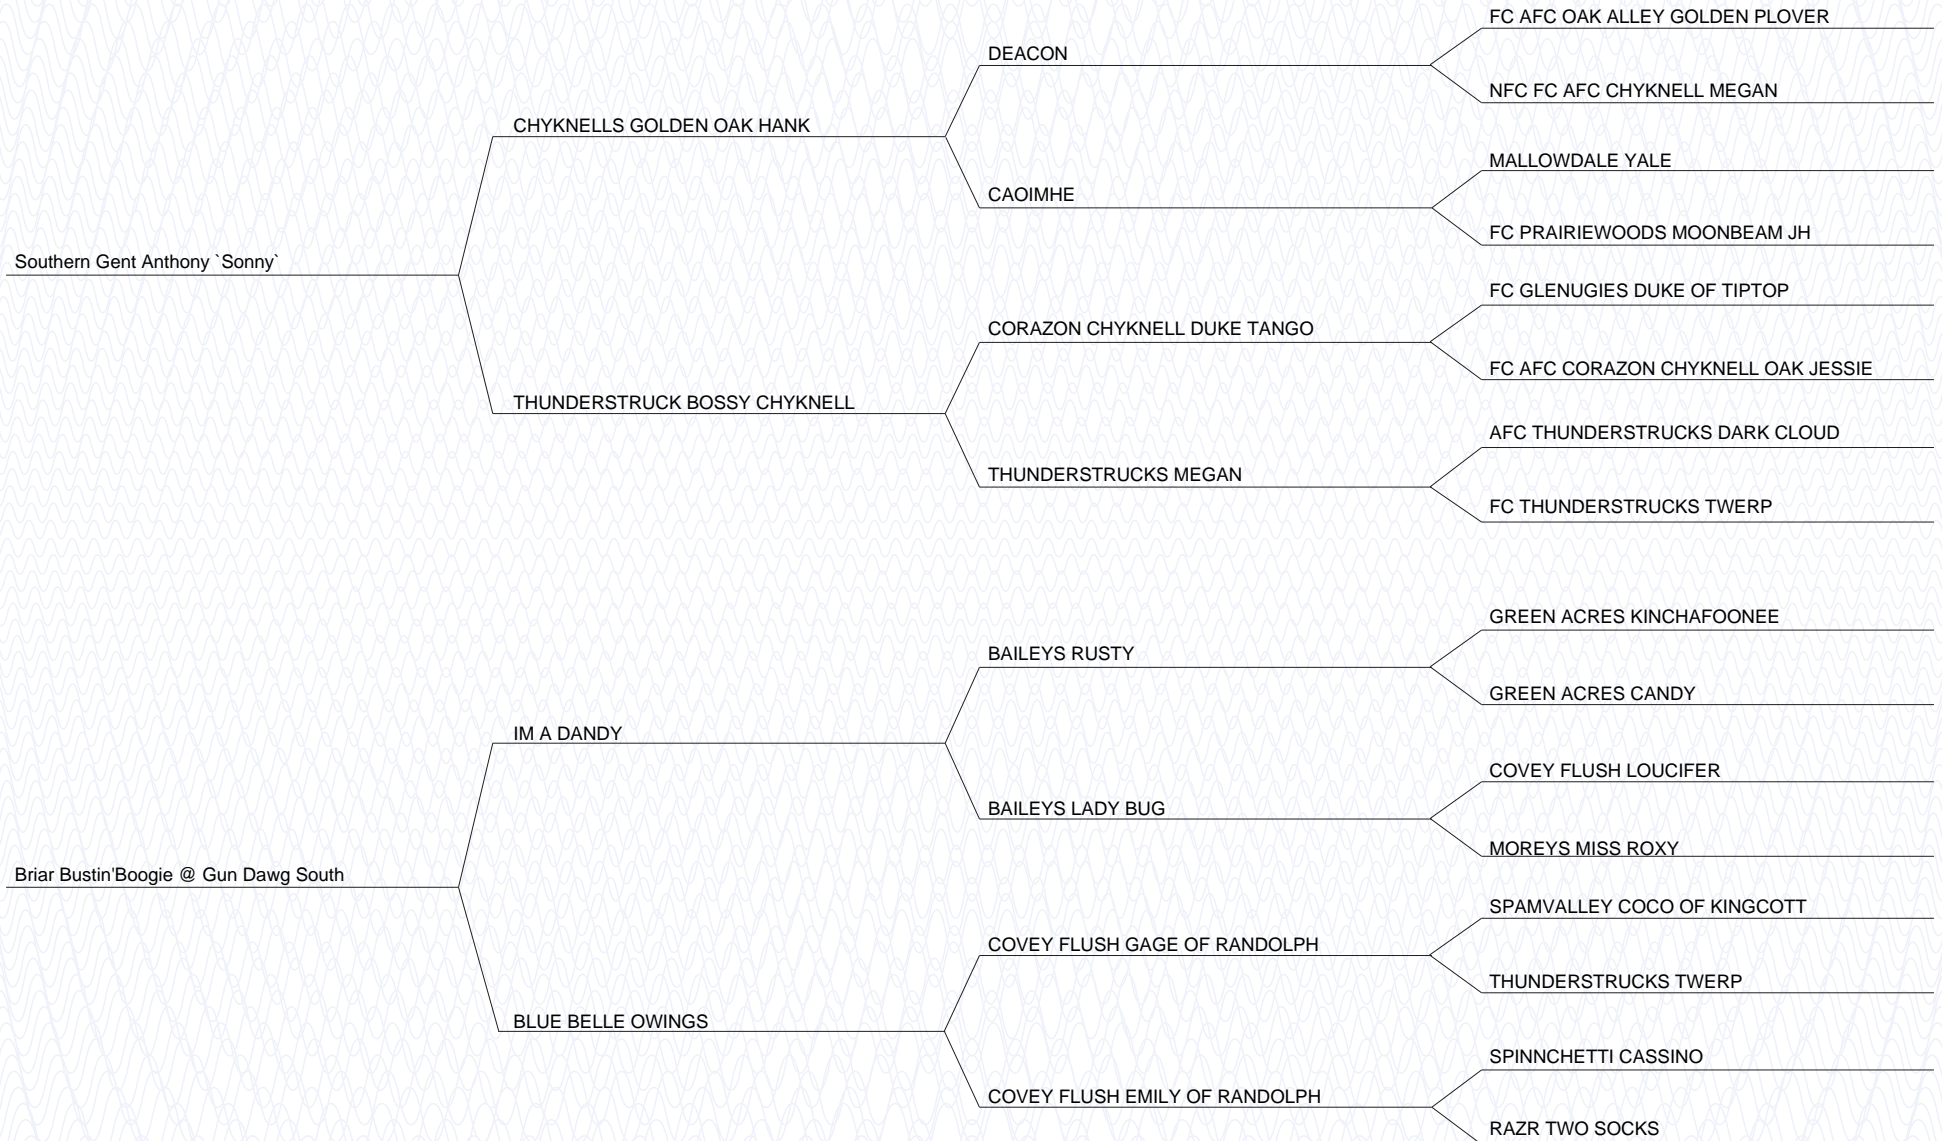 FC AFC OAK ALLEY GOLDEN PLOVER
DEACON
NFC FC AFC CHYKNELL MEGAN
CHYKNELLS GOLDEN OAK HANK
MALLOWDALE YALE
CAOIMHE
FC PRAIRIEWOODS MOONBEAM JH
Southern Gent Anthony `Sonny`
FC GLENUGIES DUKE OF TIPTOP
CORAZON CHYKNELL DUKE TANGO
FC AFC CORAZON CHYKNELL OAK JESSIE
THUNDERSTRUCK BOSSY CHYKNELL
AFC THUNDERSTRUCKS DARK CLOUD
THUNDERSTRUCKS MEGAN
FC THUNDERSTRUCKS TWERP
GREEN ACRES KINCHAFOONEE
BAILEYS RUSTY
GREEN ACRES CANDY
IM A DANDY
COVEY FLUSH LOUCIFER
BAILEYS LADY BUG
MOREYS MISS ROXY
Briar Bustin'Boogie @ Gun Dawg South
SPAMVALLEY COCO OF KINGCOTT
COVEY FLUSH GAGE OF RANDOLPH
THUNDERSTRUCKS TWERP
BLUE BELLE OWINGS
SPINNCHETTI CASSINO
COVEY FLUSH EMILY OF RANDOLPH
RAZR TWO SOCKS